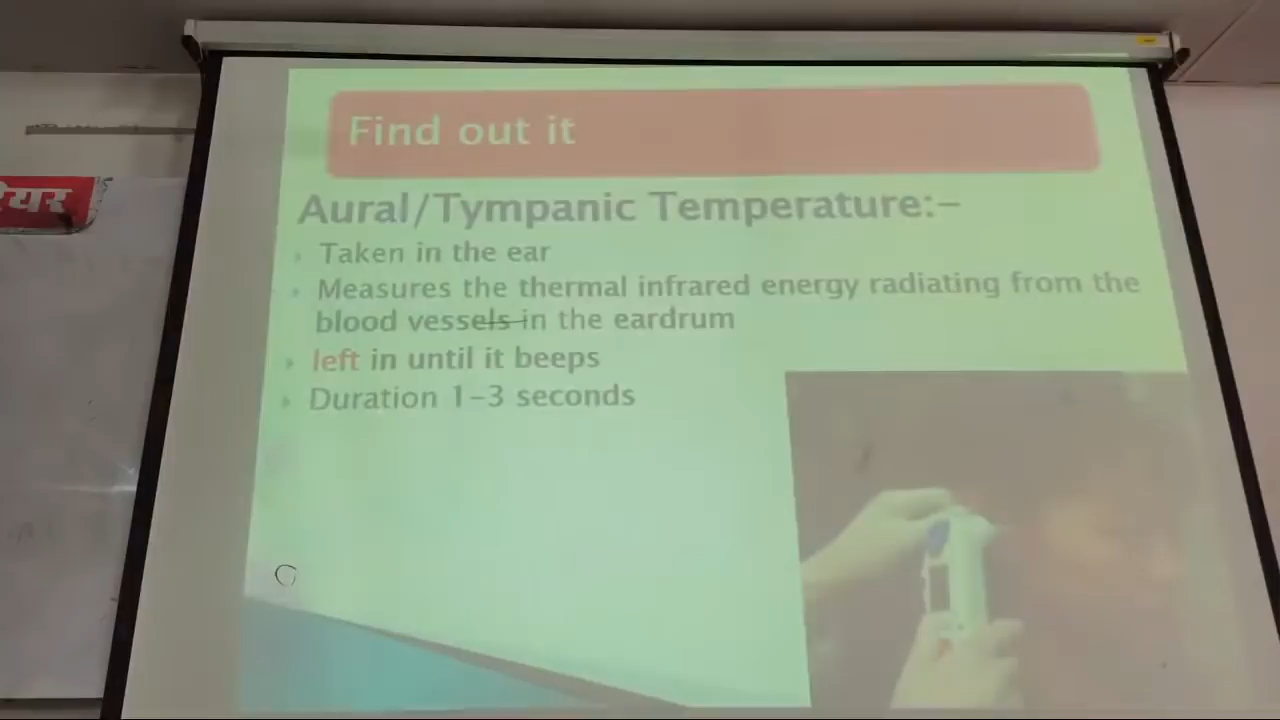 Find out it
Aural/Tympanic Temperature:–
Taken in the ear
Measures the thermal infrared energy radiating from the
blood vessels in the eardrum
left in until it beeps
Duration 1–3 seconds